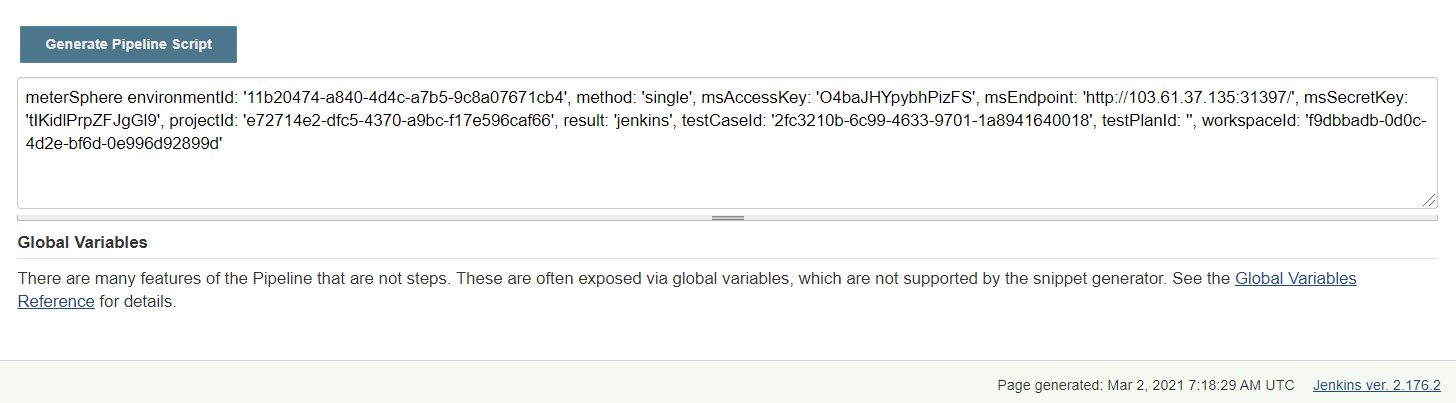 Generate Pipeline Script
meterSphere environmentId: '11b20474-a840-4d4c-a7b5-9c8a07671cb4', method: 'single', msAccessKey: 'O4baJHYpybhPizFS', msEndpoint: 'http://103.61.37.135:31397/', msSecretKey:
'tIKidlPrpZFJgGl9', projectId: 'e72714e2-dfc5-4370-a9bc-f17e596caf66', result: 'jenkins', testCaseId: '2fc3210b-6c99-4633-9701-1a8941640018', testPlanId: '', workspaceId: 'f9dbbadb-0d0c-
4d2e-bf6d-0e996d92899d'
Global Variables
There are many features of the Pipeline that are not steps. These are often exposed via global variables, which are not supported by the snippet generator. See the Global Variables
Reference for details.
Page generated: Mar 2, 2021 7:18:29 AM UTC Jenkins ver. 2.176.2